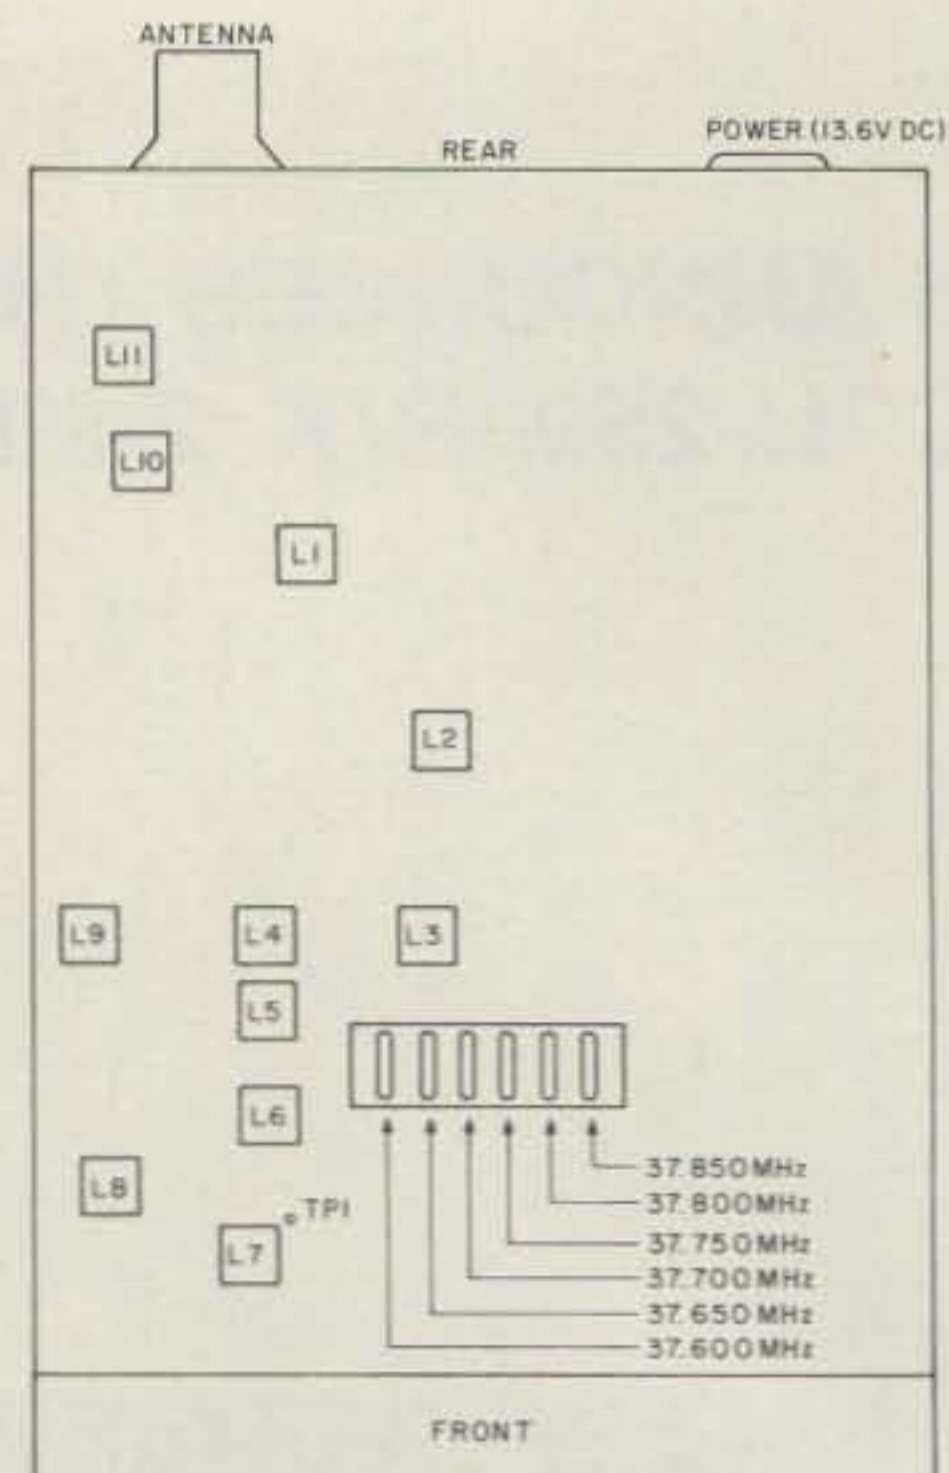 ANTENNA
POWER (13.6V DC)
REAR
L11
L10
L1
L2
L9
L4
L3
L5
L6
L8
TP1
L7
37.850MHz
37.800MHz
37.750MHz
37.700MHz
37.650MHz
37.600MHz
FRONT